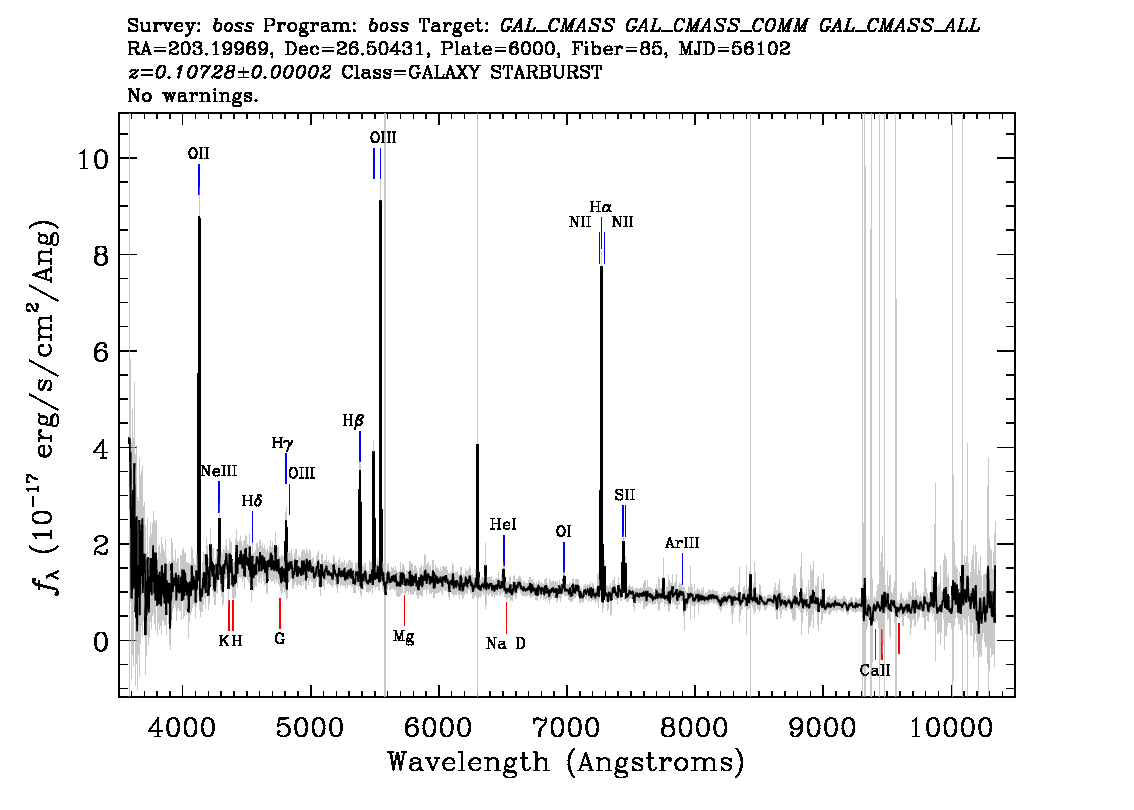 Survey: boss Program: boss Target: GAL_CMASS GAL_CMASS_COMM GAL_CMASS_ALL
RA=203.19969, Dec=26.50431, Plate=6000, Fiber=85, MJD=56102
z=0.10728±0.00002 Class=GALAXY STARBURST
No warnings.
OII
OIII
Hα
NII NII
Hβ
Hγ
NeIII OIII
Hδ
SII
HeI
OI
ArIII
K H
G
Mg
Na D
CaII
10
8
6
4
2
0
f_λ (10⁻¹⁷ erg/s/cm²/Ang)
4000 5000 6000 7000 8000 9000 10000
Wavelength (Angstroms)